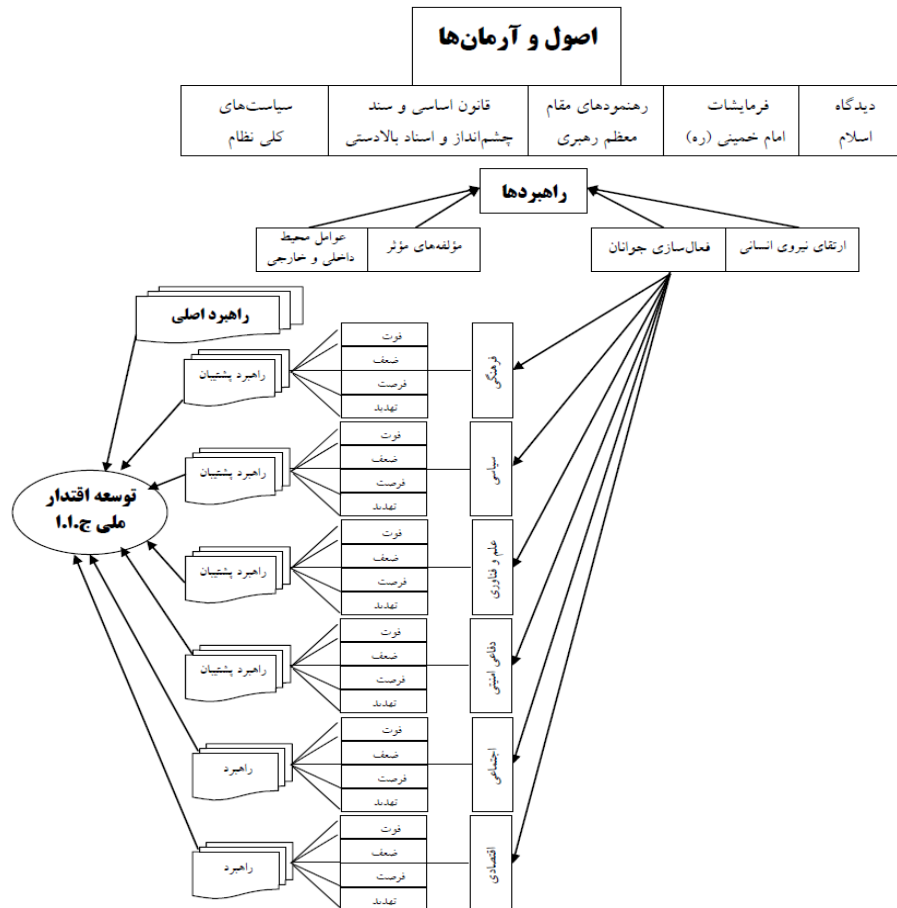 اصول و آرمان‌ها
دیدگاه
اسلام
فرمایشات
امام خمینی (ره)
رهنمودهای مقام
معظم رهبری
قانون اساسی و سند
چشم‌انداز و اسناد بالادستی
سیاست‌های
کلی نظام
راهبردها
ارتقای نیروی انسانی
فعال‌سازی جوانان
مؤلفه‌های مؤثر
عوامل محیط
داخلی و خارجی
راهبرد اصلی
فرهنگی
قوت
ضعف
فرصت
تهدید
راهبرد پشتیبان
سیاسی
قوت
ضعف
فرصت
تهدید
راهبرد پشتیبان
علم و فناوری
قوت
ضعف
فرصت
تهدید
راهبرد پشتیبان
دفاعی امنیتی
قوت
ضعف
فرصت
تهدید
راهبرد پشتیبان
اجتماعی
قوت
ضعف
فرصت
تهدید
راهبرد
اقتصادی
قوت
ضعف
فرصت
تهدید
راهبرد
توسعه اقتدار
ملی ج.ا.ا